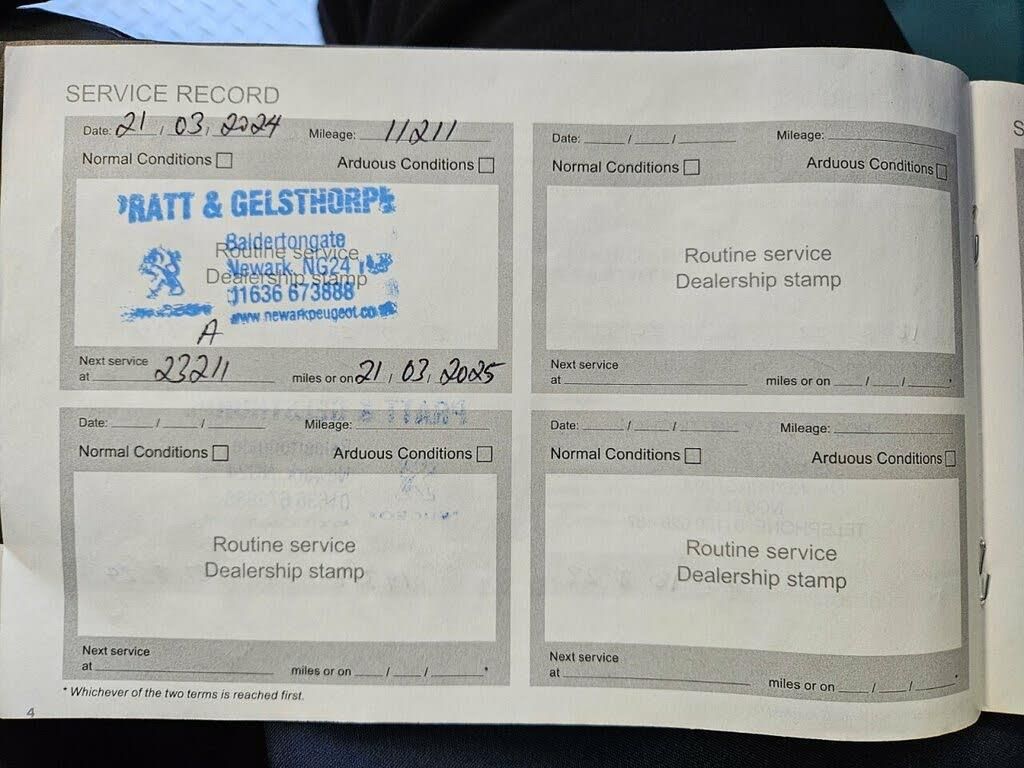 SERVICE RECORD
Date: 21 / 03 / 2024 Mileage: 11211
Normal Conditions Arduous Conditions
PRATT & GELSTHORPE
Baldertongate
Routine service
Newark NG24
Dealership stamp
01636 673888
www.newarkpeugeot.co
A
Next service
at 23211 miles or on 21 / 03 / 2025
Date: / / Mileage:
Normal Conditions Arduous Conditions
Routine service
Dealership stamp
Next service
at miles or on / / *
Date: / / Mileage:
Normal Conditions Arduous Conditions
Routine service
Dealership stamp
Next service
at miles or on / / *
Date: / / Mileage:
Normal Conditions Arduous Conditions
Routine service
Dealership stamp
Next service
at miles or on / / *
* Whichever of the two terms is reached first.
4
S